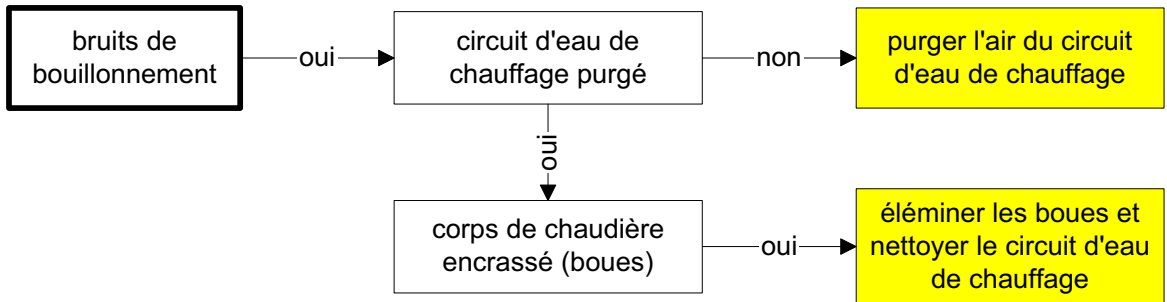 bruits de
bouillonnement
oui
circuit d'eau de
chauffage purgé
non
purger l'air du circuit
d'eau de chauffage
oui
corps de chaudière
encrassé (boues)
oui
éléminer les boues et
nettoyer le circuit d'eau
de chauffage